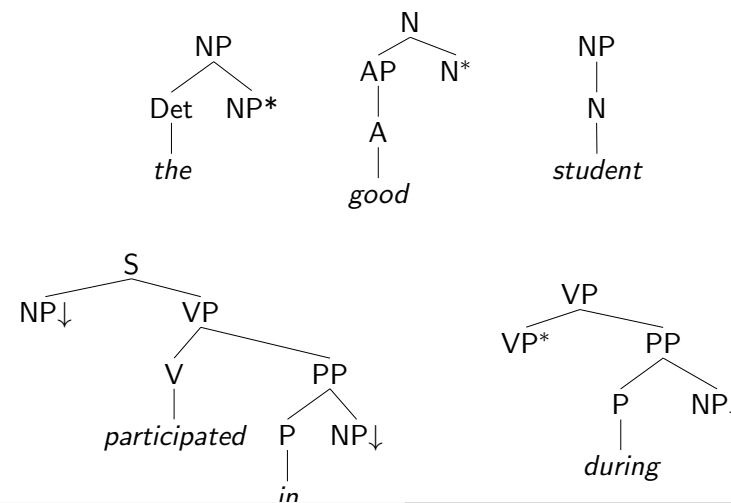 N
NP AP N* NP
Det NP* A N
the good student
S
NP↓ VP VP
V PP VP* PP
participated P NP↓ P NP
in during